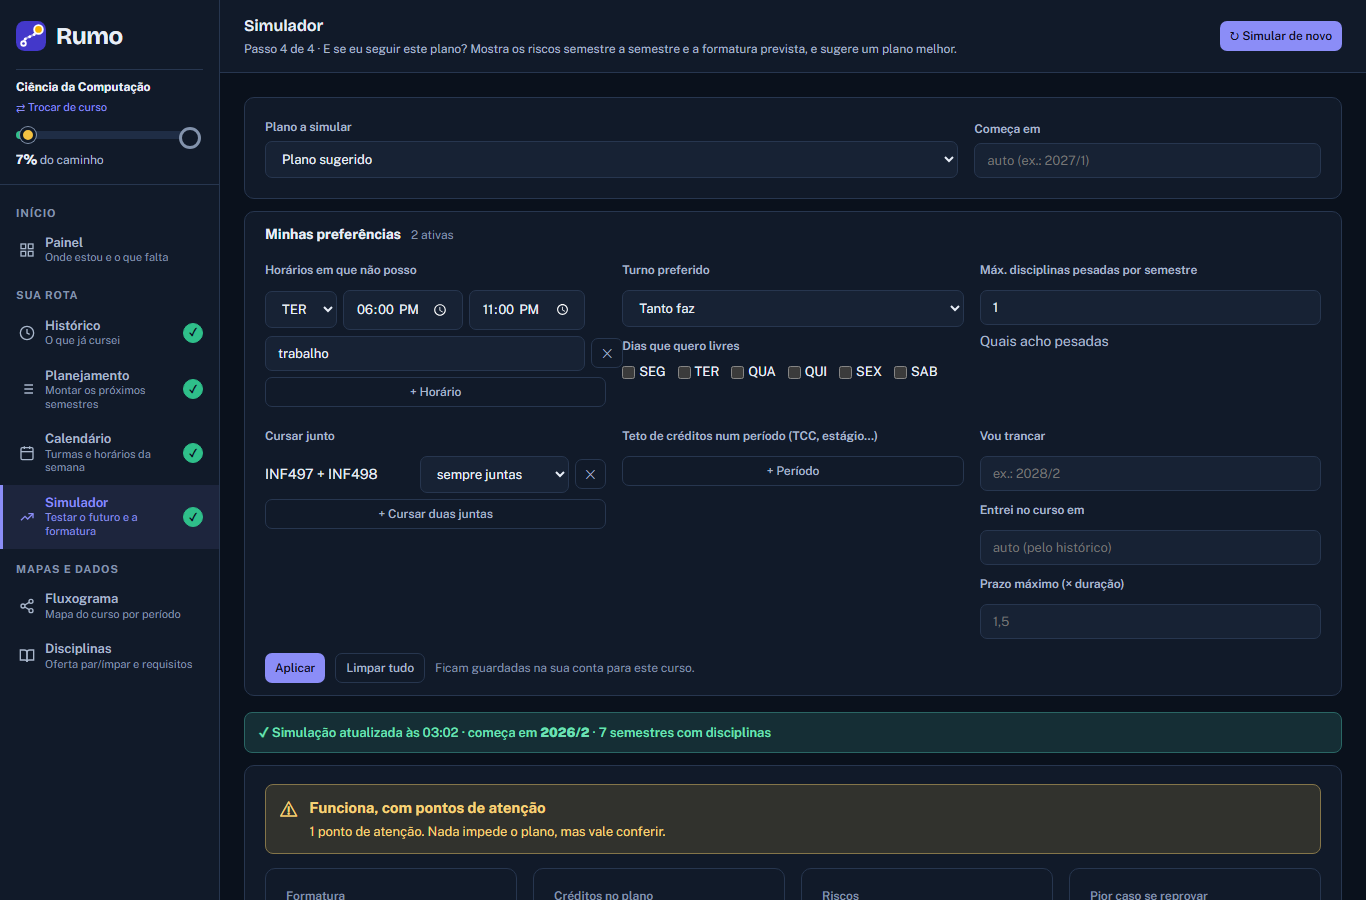 Rumo
Ciência da Computação
⇄ Trocar de curso
7% do caminho
INÍCIO
Painel
Onde estou e o que falta
SUA ROTA
Histórico
O que já cursei
Planejamento
Montar os próximos
semestres
Calendário
Turmas e horários da
semana
Simulador
Testar o futuro e a
formatura
MAPAS E DADOS
Fluxograma
Mapa do curso por período
Disciplinas
Oferta par/ímpar e requisitos
Simulador
Passo 4 de 4 · E se eu seguir este plano? Mostra os riscos semestre a semestre e a formatura prevista, e sugere um plano melhor.
↻ Simular de novo
Plano a simular
Plano sugerido
Começa em
auto (ex.: 2027/1)
Minhas preferências 2 ativas
Horários em que não posso
TER 06:00 PM 11:00 PM
trabalho
+ Horário
Turno preferido
Tanto faz
Dias que quero livres
SEG TER QUA QUI SEX SAB
Máx. disciplinas pesadas por semestre
1
Quais acho pesadas
Cursar junto
INF497 + INF498 sempre juntas
+ Cursar duas juntas
Teto de créditos num período (TCC, estágio...)
+ Período
Vou trancar
ex.: 2028/2
Entrei no curso em
auto (pelo histórico)
Prazo máximo (× duração)
1,5
Aplicar Limpar tudo Ficam guardadas na sua conta para este curso.
✓ Simulação atualizada às 03:02 · começa em 2026/2 · 7 semestres com disciplinas
Funciona, com pontos de atenção
1 ponto de atenção. Nada impede o plano, mas vale conferir.
Formatura
Créditos no plano
Riscos
Pior caso se reprovar